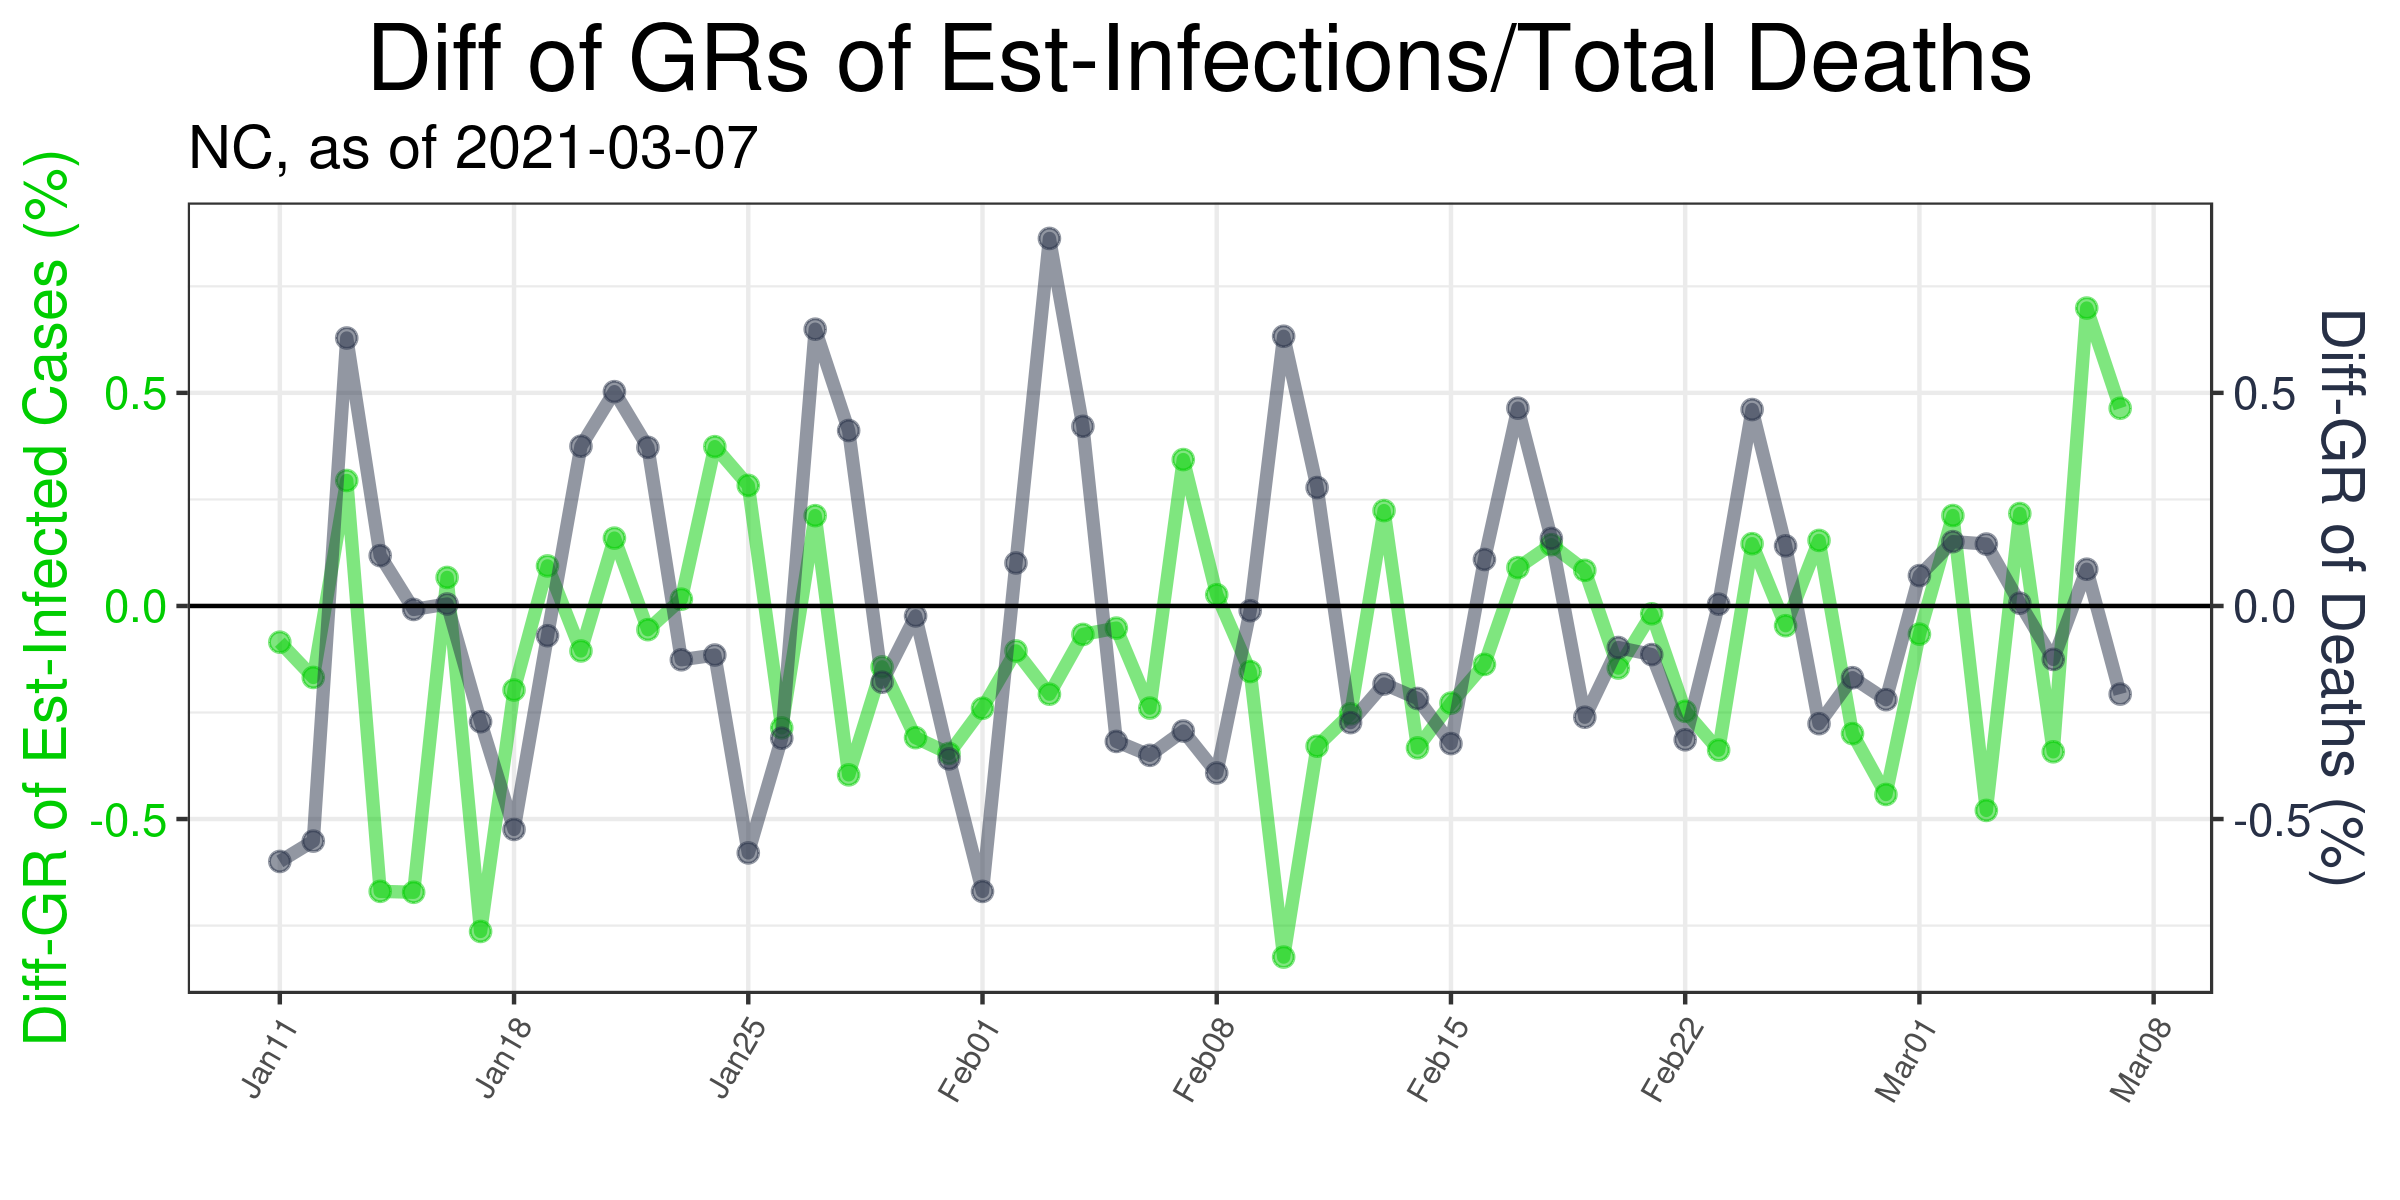 Diff of GRs of Est-Infections/Total Deaths
NC, as of 2021-03-07
Diff-GR of Est-Infected Cases (%)
0.5
0.0
-0.5
0.5
0.0
-0.5
Diff-GR of Deaths (%)
Jan11
Jan18
Jan25
Feb01
Feb08
Feb15
Feb22
Mar01
Mar08